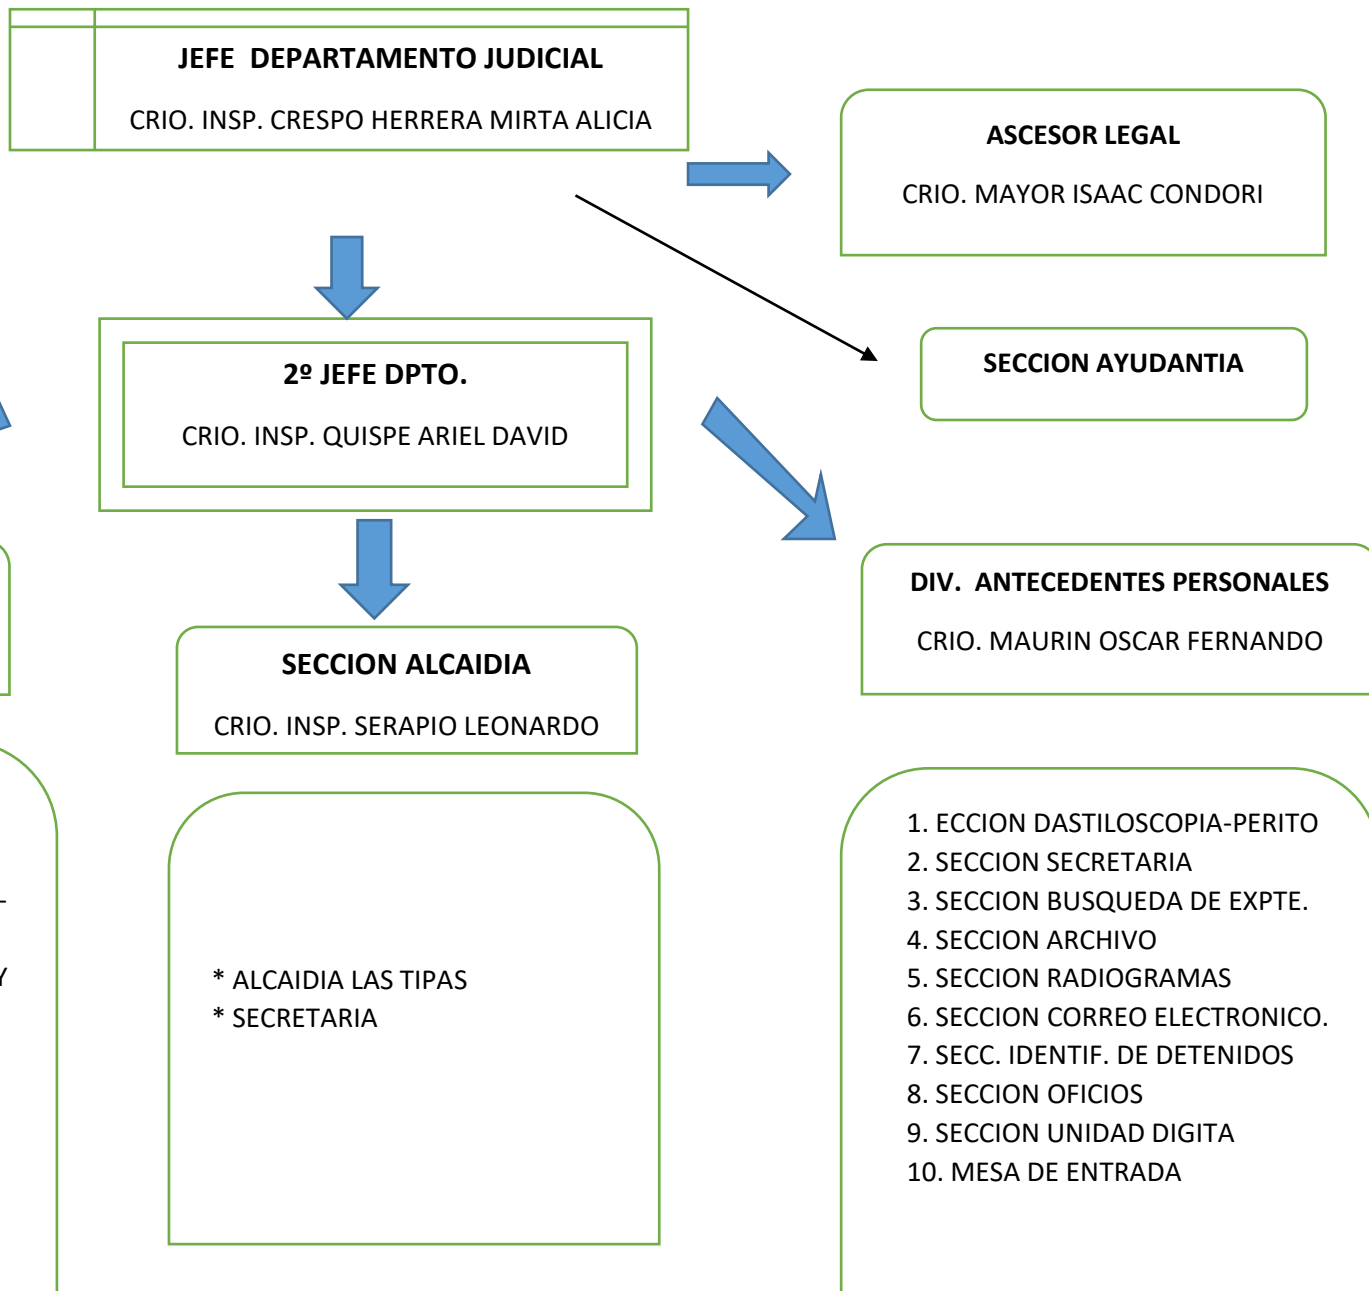 JEFE DEPARTAMENTO JUDICIAL
CRIO. INSP. CRESPO HERRERA MIRTA ALICIA
ASCESOR LEGAL
CRIO. MAYOR ISAAC CONDORI
SECCION AYUDANTIA
2º JEFE DPTO.
CRIO. INSP. QUISPE ARIEL DAVID
DIV. ANTECEDENTES PERSONALES
CRIO. MAURIN OSCAR FERNANDO
SECCION ALCAIDIA
CRIO. INSP. SERAPIO LEONARDO
-
Y
* ALCAIDIA LAS TIPAS
* SECRETARIA
1. ECCION DASTILOSCOPIA-PERITO
2. SECCION SECRETARIA
3. SECCION BUSQUEDA DE EXPTE.
4. SECCION ARCHIVO
5. SECCION RADIOGRAMAS
6. SECCION CORREO ELECTRONICO.
7. SECC. IDENTIF. DE DETENIDOS
8. SECCION OFICIOS
9. SECCION UNIDAD DIGITA
10. MESA DE ENTRADA